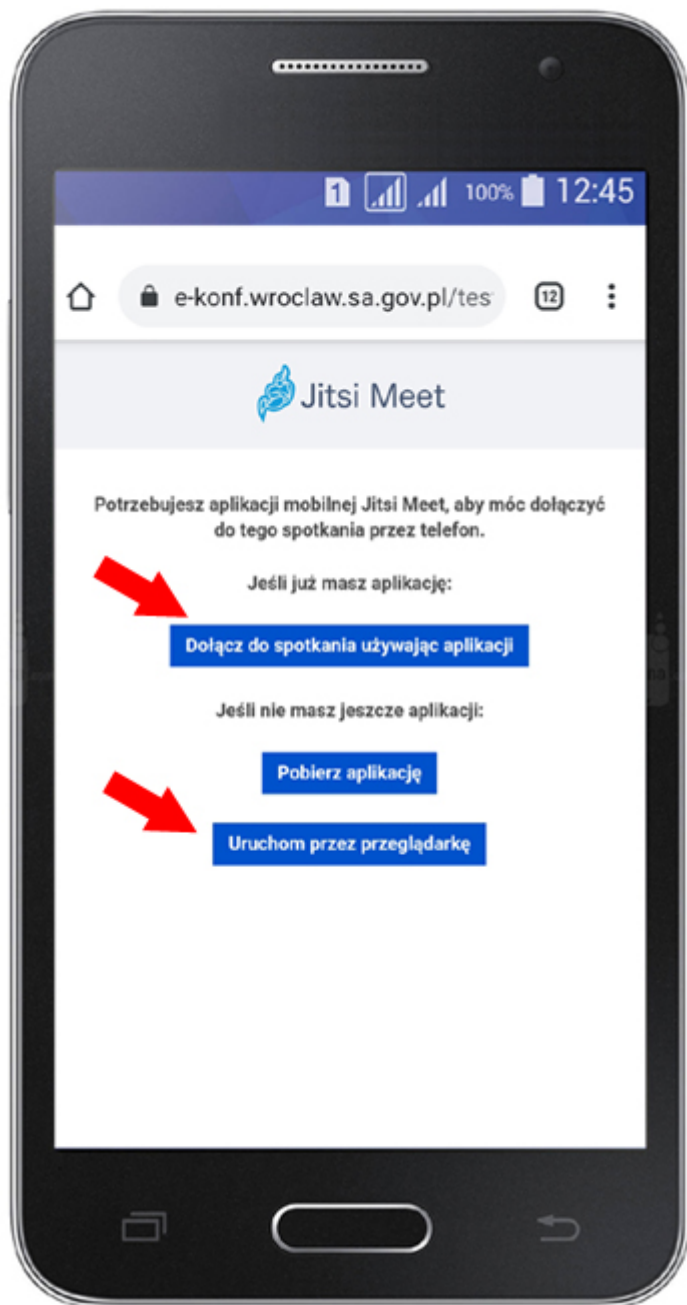 1 100% 12:45
e-konf.wroclaw.sa.gov.pl/tes 12
Jitsi Meet
Potrzebujesz aplikacji mobilnej Jitsi Meet, aby móc dołączyć
do tego spotkania przez telefon.
Jeśli już masz aplikację:
Dołącz do spotkania używając aplikacji
Jeśli nie masz jeszcze aplikacji:
Pobierz aplikację
Uruchom przez przeglądarkę